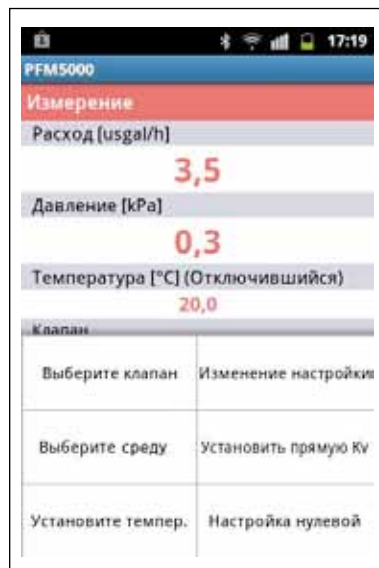 17:19
PFM5000
Измерение
Расход [usgal/h]
3,5
Давление [kPa]
0,3
Температура [°C] (Отключившийся)
20,0
Клапан
Выберите клапан Изменение настройки
Выберите среду Установить прямую Kv
Установите темпер. Настройка нулевой